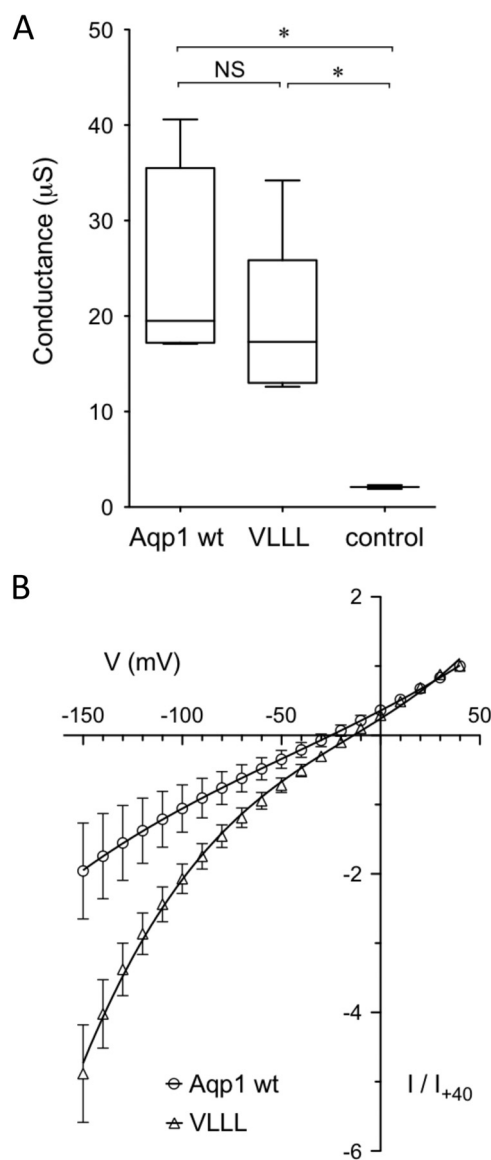 A
50
*
NS
*
40
30
20
10
0
Conductance (μS)
Aqp1 wt VLLL control
B
2
V (mV)
-150 -100 -50 50
-2
-4
-6
Aqp1 wt
VLLL
I / I+40